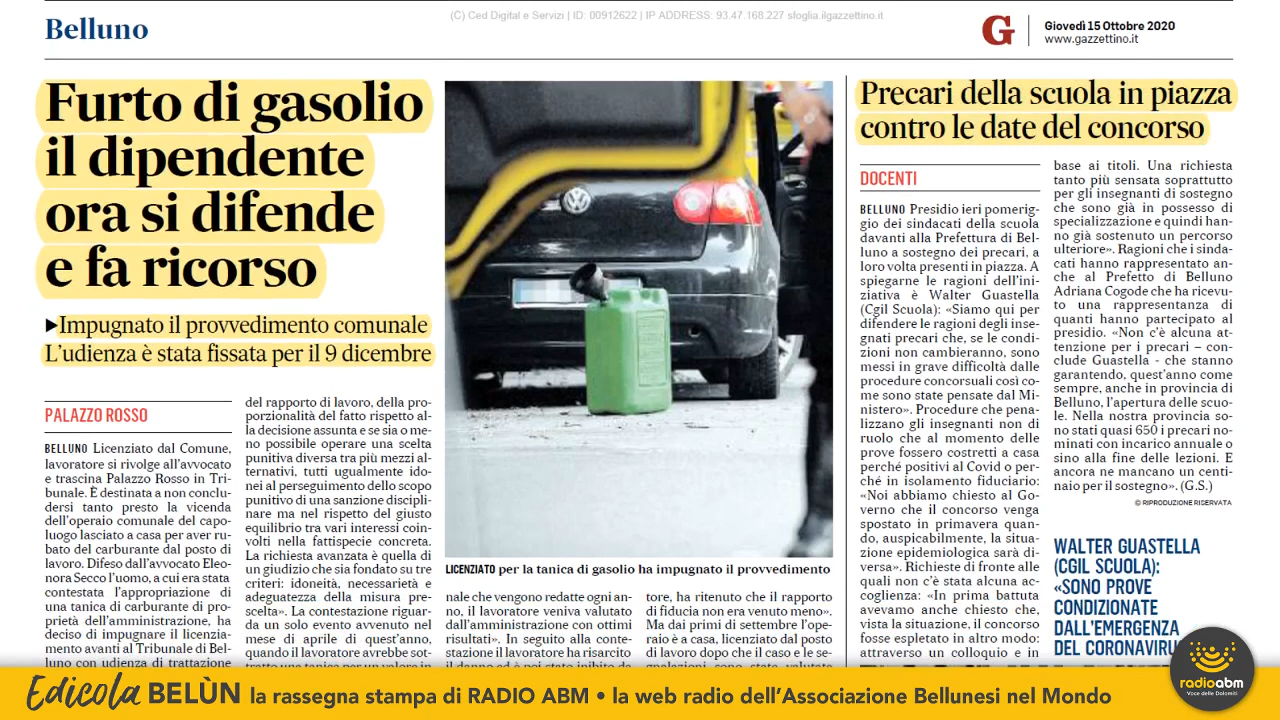 (C) Ced Digital e Servizi | ID: 00912622 | IP ADDRESS: 93.47.168.227 sfoglia.ilgazzettino.it
Belluno
G
Giovedì 15 Ottobre 2020
www.gazzettino.it
Furto di gasolio
il dipendente
ora si difende
e fa ricorso
▶Impugnato il provvedimento comunale
L'udienza è stata fissata per il 9 dicembre
PALAZZO ROSSO
BELLUNO Licenziato dal Comune,
lavoratore si rivolge all'avvocato
e trascina Palazzo Rosso in Tri-
bunale. È destinata a non conclu-
dersi tanto presto la vicenda
dell'operaio comunale del capo-
luogo lasciato a casa per aver ru-
bato del carburante dal posto di
lavoro. Difeso dall'avvocato Eleo-
nora Secco l'uomo, a cui era stata
contestata l'appropriazione di
una tanica di carburante di pro-
prietà dell'amministrazione, ha
deciso di impugnare il licenzia-
mento avanti al Tribunale di Bel-
luno con udienza di trattazione
del rapporto di lavoro, della pro-
porzionalità del fatto rispetto al-
la decisione assunta e se sia o me-
no possibile operare una scelta
punitiva diversa tra più mezzi al-
ternativi, tutti ugualmente ido-
nei al perseguimento dello scopo
punitivo di una sanzione discipli-
nare ma nel rispetto del giusto
equilibrio tra vari interessi coin-
volti nella fattispecie concreta.
La richiesta avanzata è quella di
un giudizio che sia fondato su tre
criteri: idoneità, necessarietà e
adeguatezza della misura pre-
scelta». La contestazione riguar-
da un solo evento avvenuto nel
mese di aprile di quest'anno,
quando il lavoratore avrebbe sot-
tratto una tanica per un valore in
LICENZIATO per la tanica di gasolio ha impugnato il provvedimento
nale che vengono redatte ogni an-
no, il lavoratore veniva valutato
dall'amministrazione con ottimi
risultati». In seguito alla conte-
stazione il lavoratore ha risarcito
il danno ed è poi stato inibito da
tore, ha ritenuto che il rapporto
di fiducia non era venuto meno».
Ma dai primi di settembre l'ope-
raio è a casa, licenziato dal posto
di lavoro dopo che il caso e le se-
gnalazioni sono state valutate
Precari della scuola in piazza
contro le date del concorso
DOCENTI
BELLUNO Presidio ieri pomerig-
gio dei sindacati della scuola
davanti alla Prefettura di Bel-
luno a sostegno dei precari, a
loro volta presenti in piazza. A
spiegarne le ragioni dell'ini-
ziativa è Walter Guastella
(Cgil Scuola): «Siamo qui per
difendere le ragioni degli inse-
gnati precari che, se le condi-
zioni non cambieranno, sono
messi in grave difficoltà dalle
procedure concorsuali così co-
me sono state pensate dal Mi-
nistero». Procedure che pena-
lizzano gli insegnanti non di
ruolo che al momento delle
prove fossero costretti a casa
perché positivi al Covid o per-
ché in isolamento fiduciario:
«Noi abbiamo chiesto al Go-
verno che il concorso venga
spostato in primavera quan-
do, auspicabilmente, la situa-
zione epidemiologica sarà di-
versa». Richieste di fronte alle
quali non c'è stata alcuna ac-
coglienza: «In prima battuta
avevamo anche chiesto che,
vista la situazione, il concorso
fosse espletato in altro modo:
attraverso un colloquio e in
base ai titoli. Una richiesta
tanto più sensata soprattutto
per gli insegnanti di sostegno
che sono già in possesso di
specializzazione e quindi han-
no già sostenuto un percorso
ulteriore». Ragioni che i sinda-
cati hanno rappresentato an-
che al Prefetto di Belluno
Adriana Cogode che ha ricevu-
to una rappresentanza di
quanti hanno partecipato al
presidio. «Non c'è alcuna at-
tenzione per i precari – con-
clude Guastella - che stanno
garantendo, quest'anno come
sempre, anche in provincia di
Belluno, l'apertura delle scuo-
le. Nella nostra provincia so-
no stati quasi 650 i precari no-
minati con incarico annuale o
sino alla fine delle lezioni. E
ancora ne mancano un centi-
naio per il sostegno». (G.S.)
© RIPRODUZIONE RISERVATA
WALTER GUASTELLA
(CGIL SCUOLA):
«SONO PROVE
CONDIZIONATE
DALL'EMERGENZA
DEL CORONAVIRU
Edicola BELÙN la rassegna stampa di RADIO ABM • la web radio dell'Associazione Bellunesi nel Mondo
radioabm
Voce delle Dolomiti